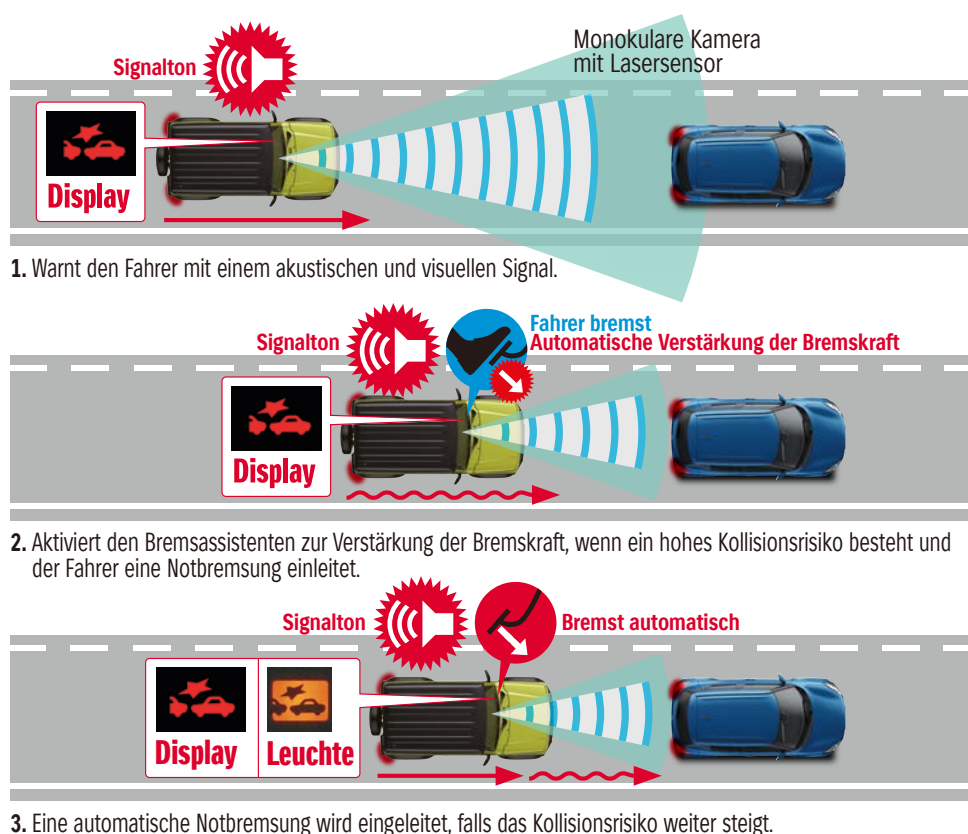 Monokulare Kamera
mit Lasersensor
Signalton
Display
1. Warnt den Fahrer mit einem akustischen und visuellen Signal.
Fahrer bremst
Signalton
Automatische Verstärkung der Bremskraft
Display
2. Aktiviert den Bremsassistenten zur Verstärkung der Bremskraft, wenn ein hohes Kollisionsrisiko besteht und
der Fahrer eine Notbremsung einleitet.
Signalton
Bremst automatisch
Display
Leuchte
3. Eine automatische Notbremsung wird eingeleitet, falls das Kollisionsrisiko weiter steigt.